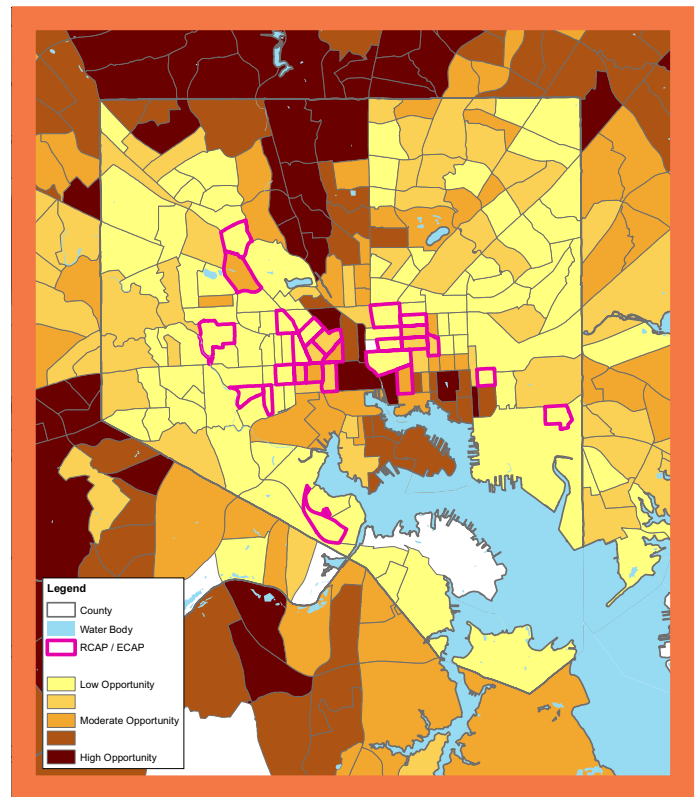 Legend
County
Water Body
RCAP / ECAP
Low Opportunity
Moderate Opportunity
High Opportunity